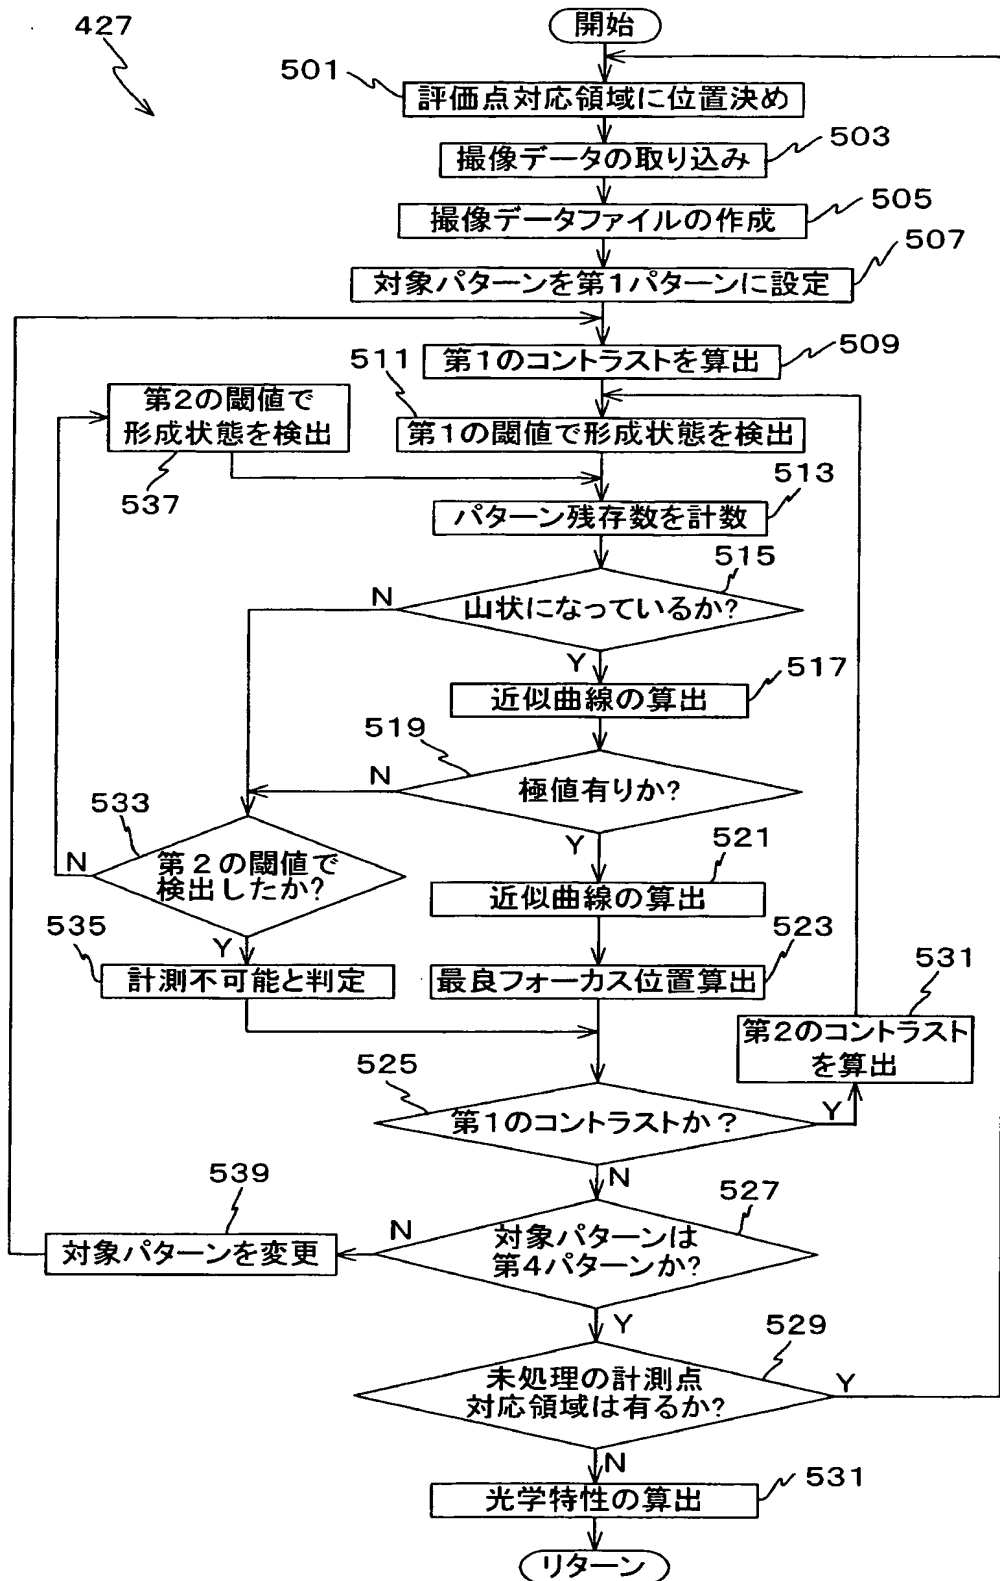 427
開始
501
評価点対応領域に位置決め
503
撮像データの取り込み
505
撮像データファイルの作成
507
対象パターンを第1パターンに設定
509
第1のコントラストを算出
511
第1の閾値で形成状態を検出
第2の閾値で
形成状態を検出
537
513
パターン残存数を計数
515
山状になっているか?
N
Y
517
近似曲線の算出
519
極値有りか?
N
Y
533
第2の閾値で
検出したか?
N
Y
521
近似曲線の算出
535
計測不可能と判定
523
最良フォーカス位置算出
531
第2のコントラスト
を算出
525
第1のコントラストか?
Y
N
539
対象パターンを変更
527
対象パターンは
第4パターンか?
N
Y
529
未処理の計測点
対応領域は有るか?
Y
N
531
光学特性の算出
リターン